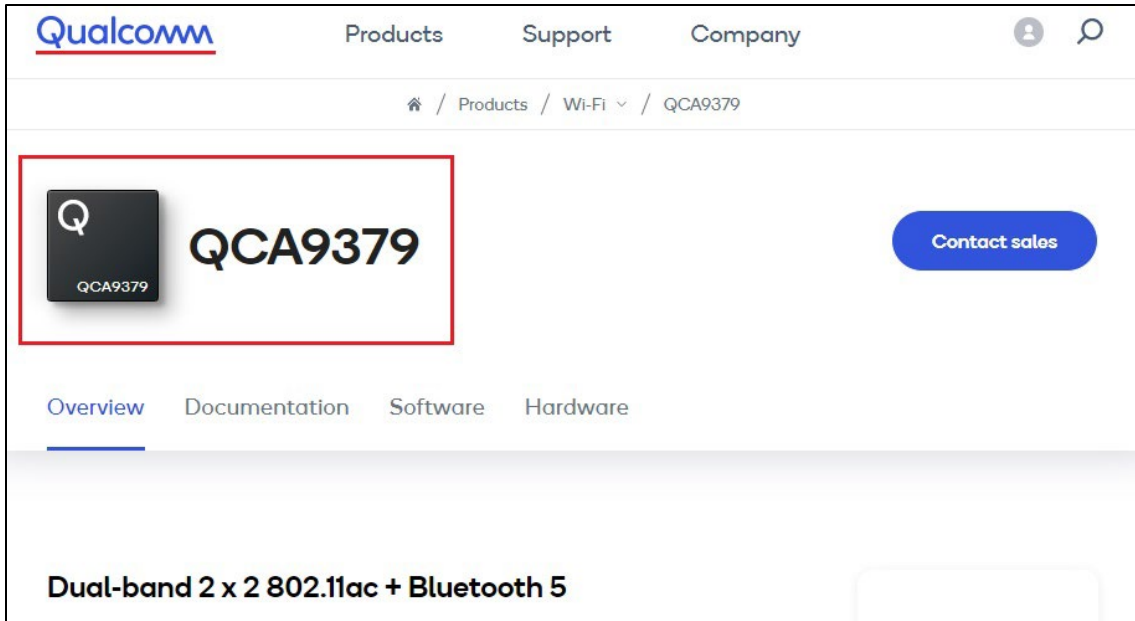 Qualcomm Products Support Company
/ Products / Wi-Fi / QCA9379
Q
QCA9379
QCA9379
Contact sales
Overview Documentation Software Hardware
Dual-band 2 x 2 802.11ac + Bluetooth 5